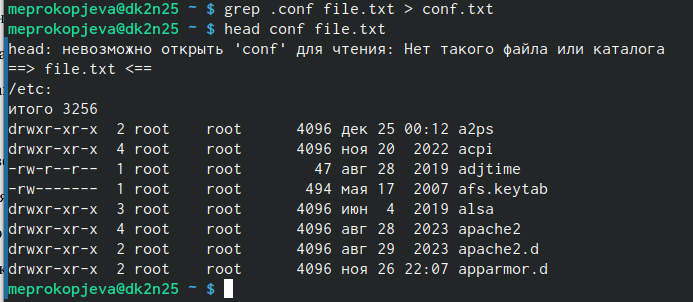 meprokopjeva@dk2n25 ~ $ grep .conf file.txt > conf.txt
meprokopjeva@dk2n25 ~ $ head conf file.txt
head: невозможно открыть 'conf' для чтения: Нет такого файла или каталога
==> file.txt <==
/etc:
итого 3256
drwxr-xr-x  2 root    root      4096 дек 25 00:12 a2ps
drwxr-xr-x  4 root    root      4096 ноя 20  2022 acpi
-rw-r--r--  1 root    root        47 авг 28  2019 adjtime
-rw-------  1 root    root       494 мая 17  2007 afs.keytab
drwxr-xr-x  3 root    root      4096 июн  4  2019 alsa
drwxr-xr-x  4 root    root      4096 авг 28  2023 apache2
drwxr-xr-x  2 root    root      4096 авг 29  2023 apache2.d
drwxr-xr-x  2 root    root      4096 ноя 26 22:07 apparmor.d
meprokopjeva@dk2n25 ~ $